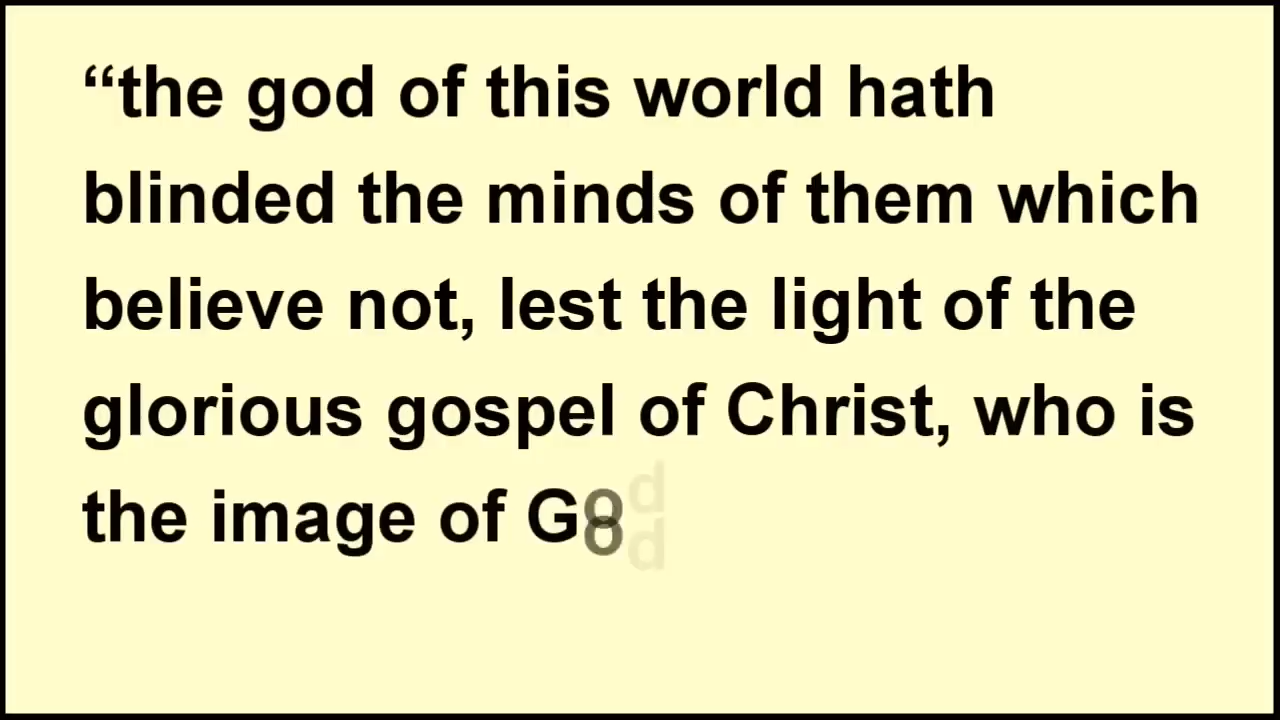 “the god of this world hath
blinded the minds of them which
believe not, lest the light of the
glorious gospel of Christ, who is
the image of God